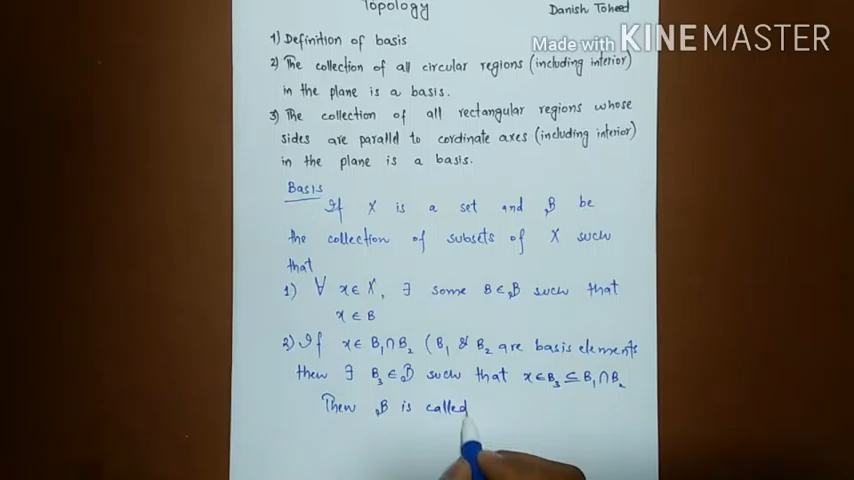 Topology
Danish Toheed
Made with KINEMASTER
1) Definition of basis
2) The collection of all circular regions (including interior)
in the plane is a basis.
3) The collection of all rectangular regions whose
sides are parallel to cordinate axes (including interior)
in the plane is a basis.
Basis
If X is a set and B be
the collection of subsets of X such
that
1) ∀ x ∈ X, ∃ some B ∈ B such that
x ∈ B
2) If x ∈ B₁ ∩ B₂ (B₁ & B₂ are basis elements
then ∃ B₃ ∈ B such that x ∈ B₃ ⊆ B₁ ∩ B₂
Then B is called